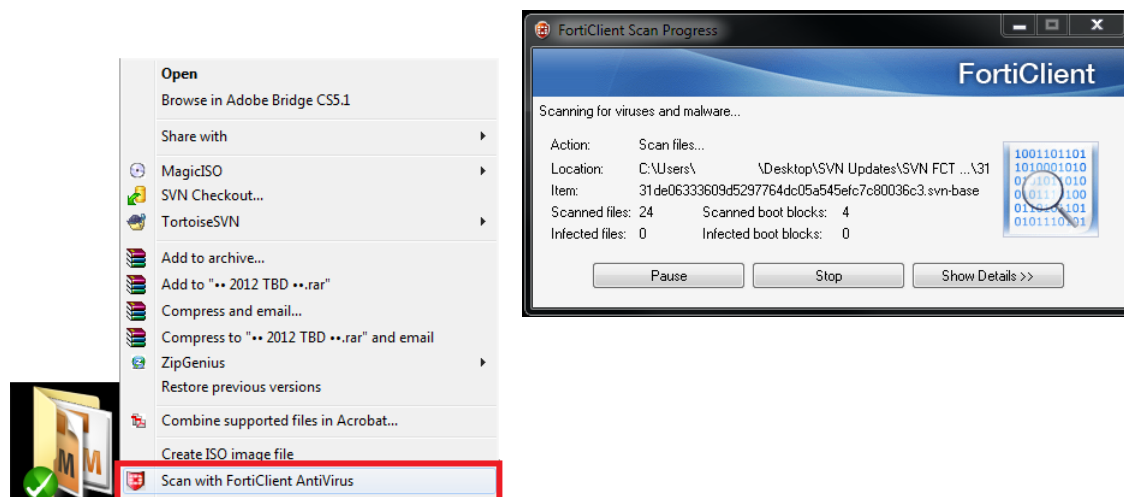 Open
Browse in Adobe Bridge CS5.1
Share with
MagicISO
SVN Checkout...
TortoiseSVN
Add to archive...
Add to "•• 2012 TBD ••.rar"
Compress and email...
Compress to "•• 2012 TBD ••.rar" and email
ZipGenius
Restore previous versions
Combine supported files in Acrobat...
Create ISO image file
Scan with FortiClient AntiVirus
M M
FortiClient Scan Progress
FortiClient
Scanning for viruses and malware...
Action: Scan files...
Location: C:\Users\ \Desktop\SVN Updates\SVN FCT ...\31
Item: 31de06333609d5297764dc05a545efc7c80036c3.svn-base
Scanned files: 24 Scanned boot blocks: 4
Infected files: 0 Infected boot blocks: 0
1001101101
1010001010
Pause Stop Show Details >>